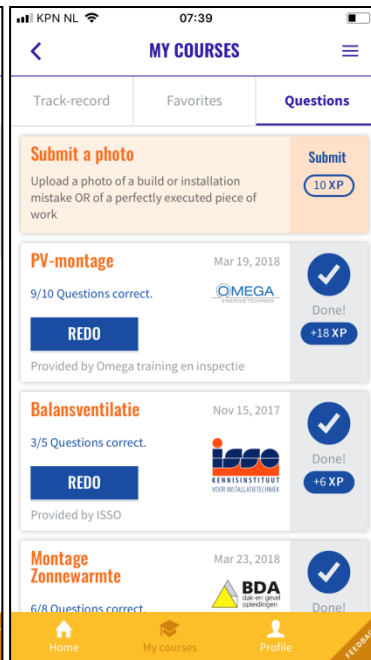 KPN NL
07:39
MY COURSES
Track-record
Favorites
Questions
Submit a photo
Upload a photo of a build or installation
mistake OR of a perfectly executed piece of
work
Submit
10 XP
PV-montage
Mar 19, 2018
9/10 Questions correct.
OMEGA
ENERGIETECHNIEK
REDO
Done!
+18 XP
Provided by Omega training en inspectie
Balansventilatie
Nov 15, 2017
3/5 Questions correct.
isso
KENNISINSTITUUT
VOOR INSTALLATIETECHNIEK
REDO
Done!
+6 XP
Provided by ISSO
Montage
Zonnewarmte
Mar 23, 2018
BDA
dak- en gevel
opleidingen
6/8 Questions correct.
Done!
Home
My courses
Profile
FEEDBAC